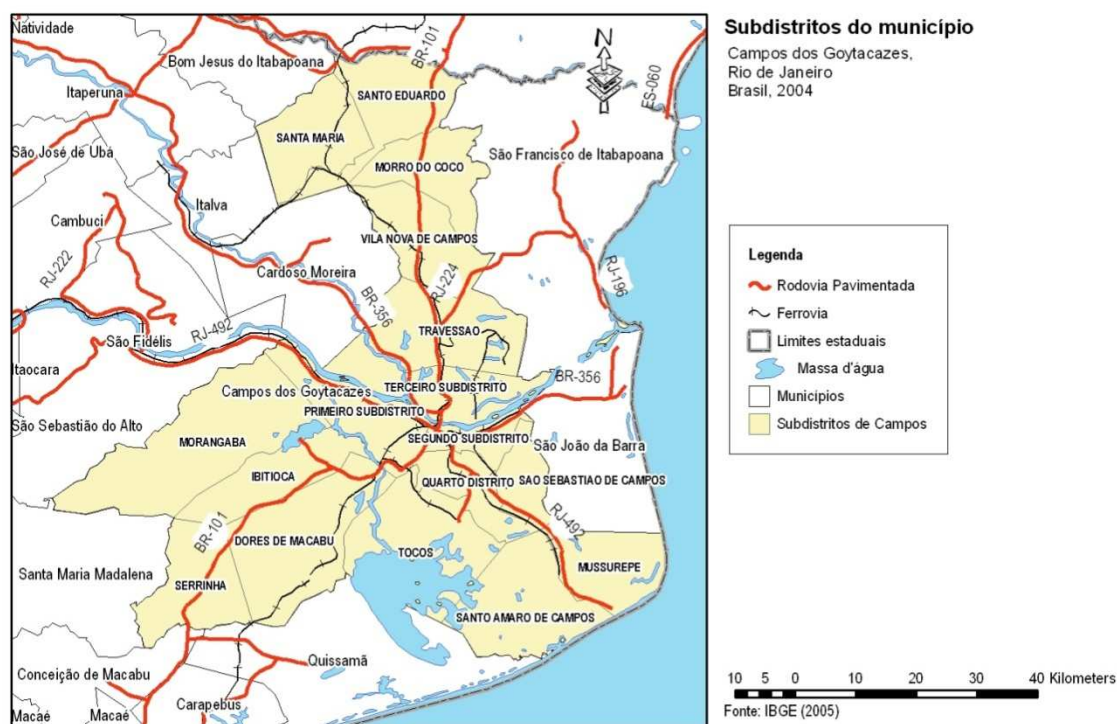 Subdistritos do município
Campos dos Goytacazes,
Rio de Janeiro
Brasil, 2004
N
Natividade
Bom Jesus do Itabapoana
BR-101
ES-060
Itaperuna
SANTO EDUARDO
SANTA MARIA
São José de Ubá
MORRO DO COCO
São Francisco de Itabapoana
Italva
Cambuci
VILA NOVA DE CAMPOS
RJ-222
Cardoso Moreira
RJ-224
RJ-196
BR-356
RJ-492
TRAVESSAO
São Fidélis
Itaocara
BR-356
Campos dos Goytacazes
TERCEIRO SUBDISTRITO
PRIMEIRO SUBDISTRITO
São Sebastião do Alto
MORANGABA
SEGUNDO SUBDISTRITO
São João da Barra
IBITIOCA
QUARTO DISTRITO
SAO SEBASTIAO DE CAMPOS
BR-101
RJ-492
DORES DE MACABU
TOCOS
MUSSUREPE
Santa Maria Madalena
SERRINHA
SANTO AMARO DE CAMPOS
Quissamã
Conceição de Macabu
Carapebus
Macaé
Macaé
Legenda
Rodovia Pavimentada
Ferrovia
Limites estaduais
Massa d'água
Municípios
Subdistritos de Campos
10 5 0 10 20 30 40 Kilometers
Fonte: IBGE (2005)